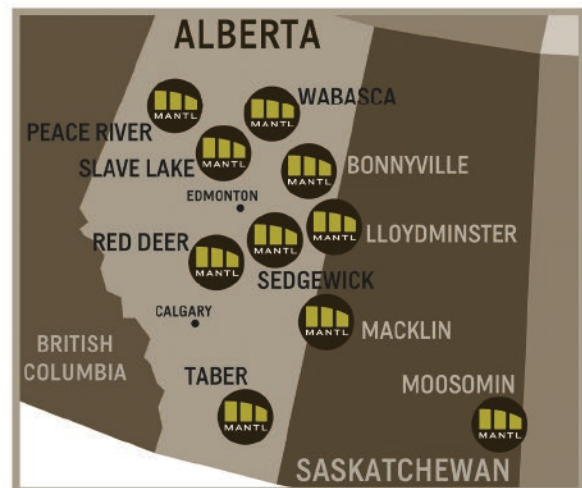 ALBERTA
MANTL
WABASCA
MANTL
PEACE RIVER
MANTL
SLAVE LAKE
MANTL
BONNYVILLE
EDMONTON
MANTL
LLOYDMINSTER
MANTL
RED DEER
MANTL
SEDGEWICK
CALGARY
MANTL
MACKLIN
BRITISH
COLUMBIA
TABER
MANTL
MOOSOMIN
MANTL
SASKATCHEWAN